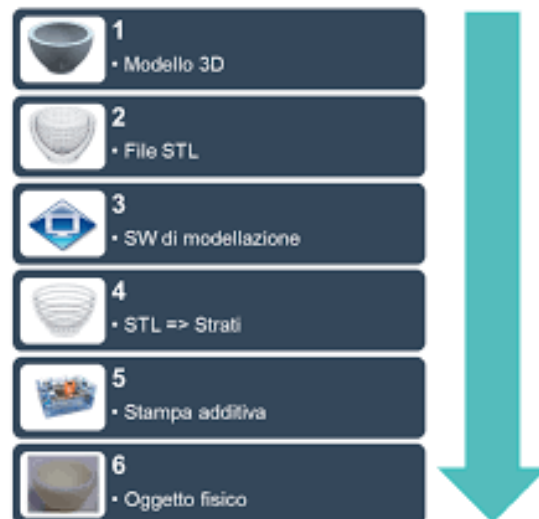 1
• Modello 3D
2
• File STL
3
• SW di modellazione
4
• STL => Strati
5
• Stampa additiva
6
• Oggetto fisico